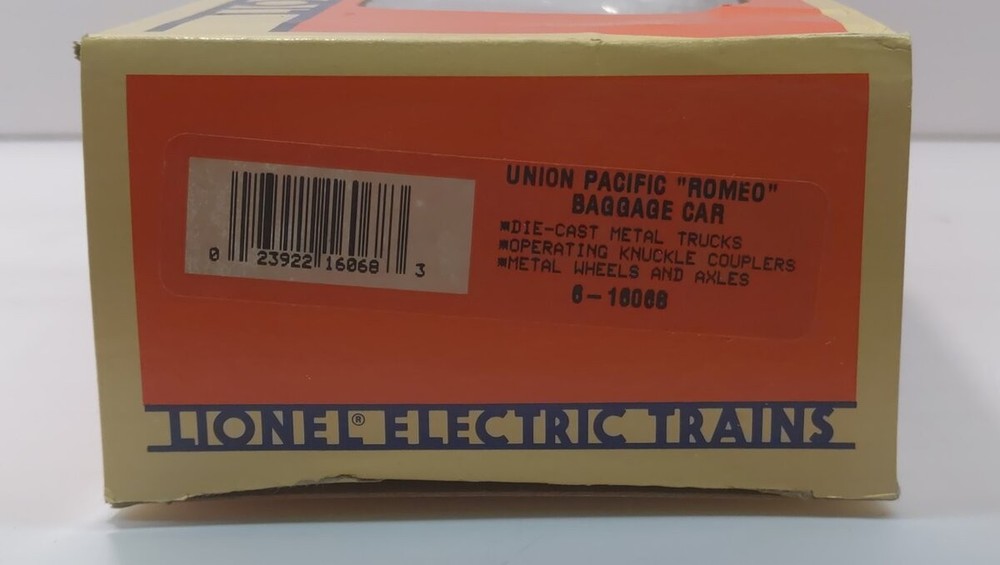 UNION PACIFIC "ROMEO"
BAGGAGE CAR
▪DIE-CAST METAL TRUCKS
▪OPERATING KNUCKLE COUPLERS
▪METAL WHEELS AND AXLES
6-16068
0 23922 16068 3
LIONEL® ELECTRIC TRAINS